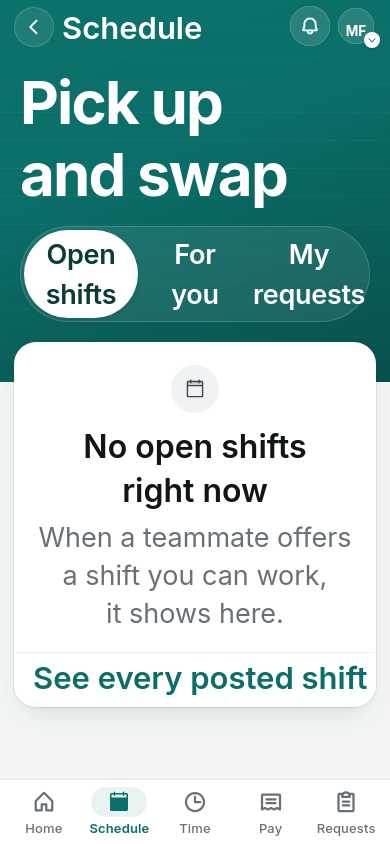 Schedule
MF
Pick up
and swap
Open
shifts
For
you
My
requests
No open shifts
right now
When a teammate offers
a shift you can work,
it shows here.
See every posted shift
Home
Schedule
Time
Pay
Requests